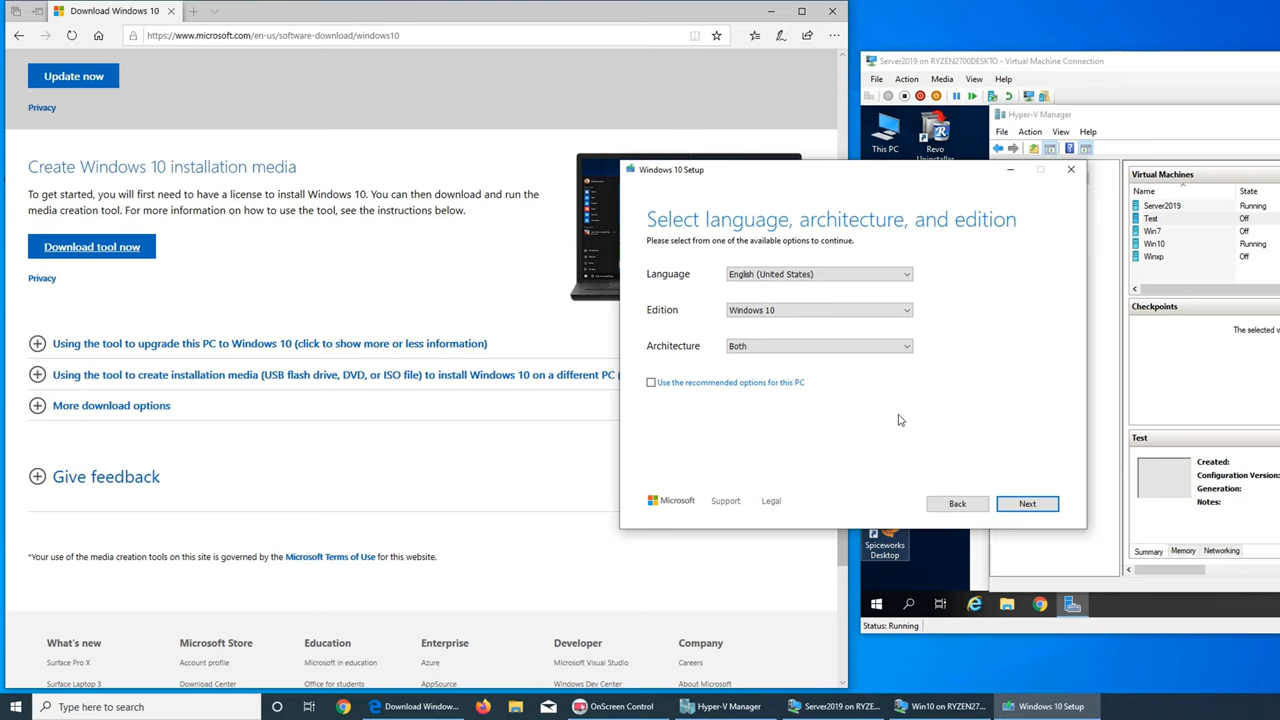 Download Windows 10
https://www.microsoft.com/en-us/software-download/windows10
Update now
Privacy
Create Windows 10 installation media
To get started, you will first need to have a license to install Windows 10. You can then download and run the
media creation tool. For more information on how to use the tool, see the instructions below.
Download tool now
Privacy
Using the tool to upgrade this PC to Windows 10 (click to show more or less information)
Using the tool to create installation media (USB flash drive, DVD, or ISO file) to install Windows 10 on a different PC (
More download options
Give feedback
*Your use of the media creation tools on this site is governed by the Microsoft Terms of Use for this website.
What's new
Microsoft Store
Education
Enterprise
Developer
Company
Surface Pro X
Account profile
Microsoft in education
Azure
Microsoft Visual Studio
Careers
Surface Laptop 3
Download Center
Office for students
AppSource
Windows Dev Center
About Microsoft
Windows 10 Setup
Select language, architecture, and edition
Please select from one of the available options to continue.
Language
English (United States)
Edition
Windows 10
Architecture
Both
Use the recommended options for this PC
Microsoft
Support
Legal
Back
Next
Server2019 on RYZEN2700DESKTO - Virtual Machine Connection
File Action Media View Help
This PC
Revo
Uninstaller
Hyper-V Manager
File Action View Help
Virtual Machines
Name State
Server2019 Running
Test Off
Win7 Off
Win10 Running
Winxp Off
Checkpoints
The selected v
Test
Created:
Configuration Version:
Generation:
Notes:
Summary Memory Networking
Spiceworks
Desktop
Status: Running
Type here to search
Download Window...
OnScreen Control
Hyper-V Manager
Server2019 on RYZE...
Win10 on RYZEN27...
Windows 10 Setup